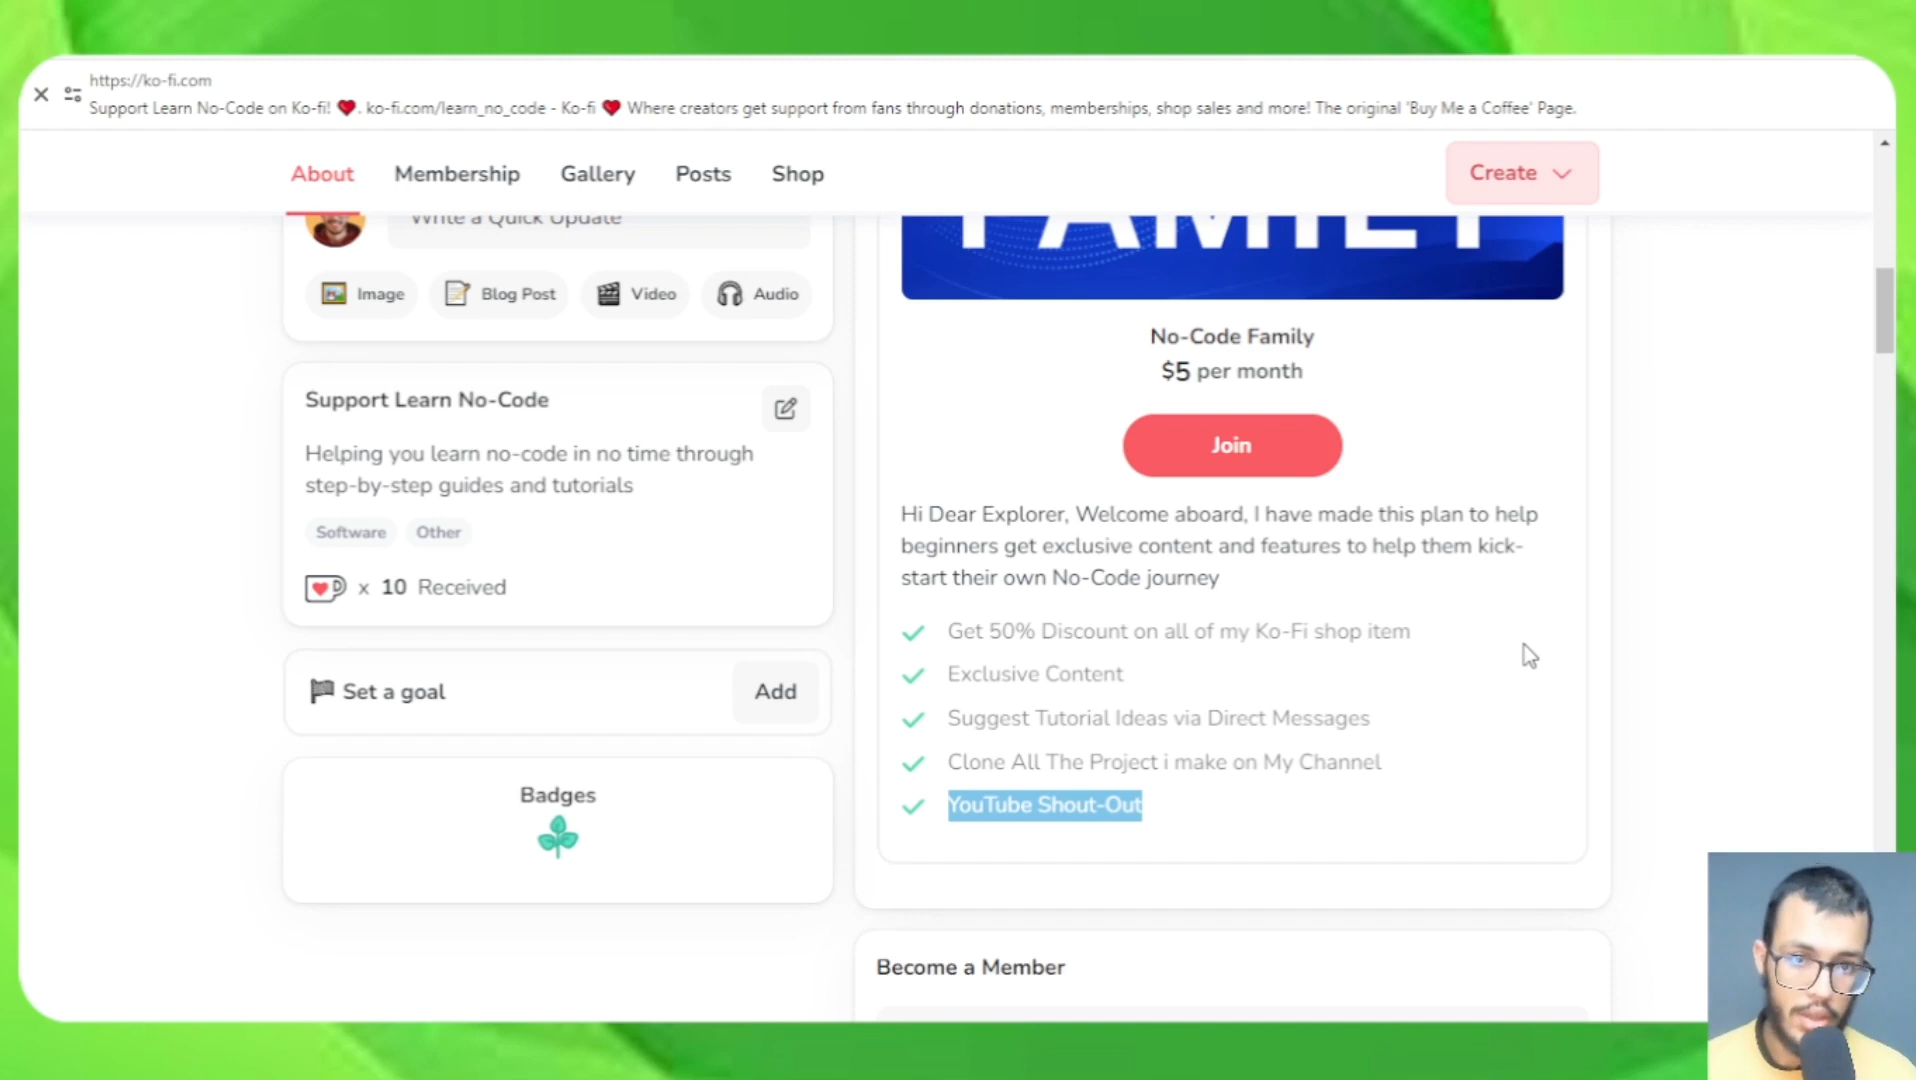 https://ko-fi.com
Support Learn No-Code on Ko-fi! ❤. ko-fi.com/learn_no_code - Ko-fi ❤ Where creators get support from fans through donations, memberships, shop sales and more! The original 'Buy Me a Coffee' Page.
About Membership Gallery Posts Shop
Create
Write a Quick Update
Image Blog Post Video Audio
Support Learn No-Code
Helping you learn no-code in no time through
step-by-step guides and tutorials
Software Other
x 10 Received
Set a goal
Add
Badges
FAMILY
No-Code Family
$5 per month
Join
Hi Dear Explorer, Welcome aboard, I have made this plan to help
beginners get exclusive content and features to help them kick-
start their own No-Code journey
Get 50% Discount on all of my Ko-Fi shop item
Exclusive Content
Suggest Tutorial Ideas via Direct Messages
Clone All The Project i make on My Channel
YouTube Shout-Out
Become a Member